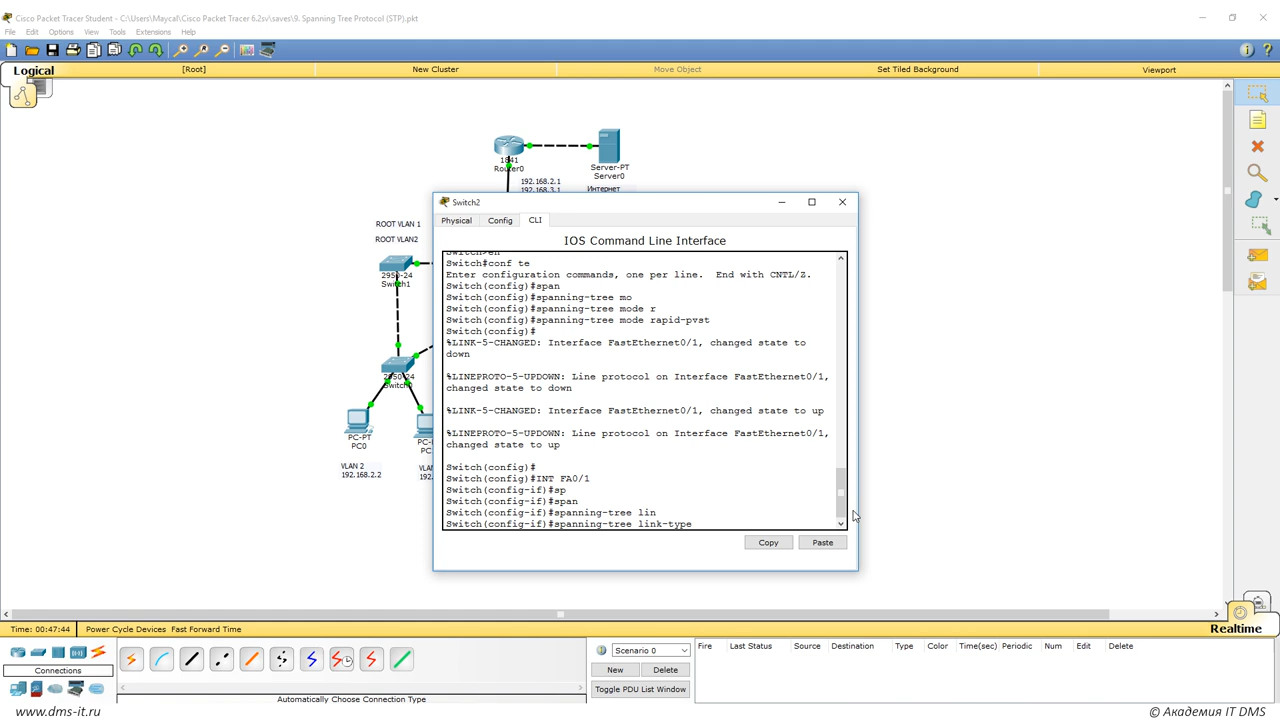 Cisco Packet Tracer Student - C:\Users\Maycal\Cisco Packet Tracer 6.2sv\saves\9. Spanning Tree Protocol (STP).pkt
File Edit Options View Tools Extensions Help
Logical [Root] New Cluster Move Object Set Tiled Background Viewport
1841
Router0
Server-PT
Server0
192.168.2.1
192.168.3.1
Интернет
ROOT VLAN 1
ROOT VLAN2
2950-24
Switch1
2950-24
PC-PT
PC0
VLAN 2
192.168.2.2
Switch2
Physical Config CLI
IOS Command Line Interface
Switch>en
Switch#conf te
Enter configuration commands, one per line. End with CNTL/Z.
Switch(config)#span
Switch(config)#spanning-tree mo
Switch(config)#spanning-tree mode r
Switch(config)#spanning-tree mode rapid-pvst
Switch(config)#
%LINK-5-CHANGED: Interface FastEthernet0/1, changed state to
down
%LINEPROTO-5-UPDOWN: Line protocol on Interface FastEthernet0/1,
changed state to down
%LINK-5-CHANGED: Interface FastEthernet0/1, changed state to up
%LINEPROTO-5-UPDOWN: Line protocol on Interface FastEthernet0/1,
changed state to up
Switch(config)#
Switch(config)#INT FA0/1
Switch(config-if)#sp
Switch(config-if)#span
Switch(config-if)#spanning-tree lin
Switch(config-if)#spanning-tree link-type
Copy Paste
Time: 00:47:44 Power Cycle Devices Fast Forward Time
Realtime
Connections
Automatically Choose Connection Type
Scenario 0
New Delete
Toggle PDU List Window
Fire Last Status Source Destination Type Color Time(sec) Periodic Num Edit Delete
www.dms-it.ru
© Академия IT DMS